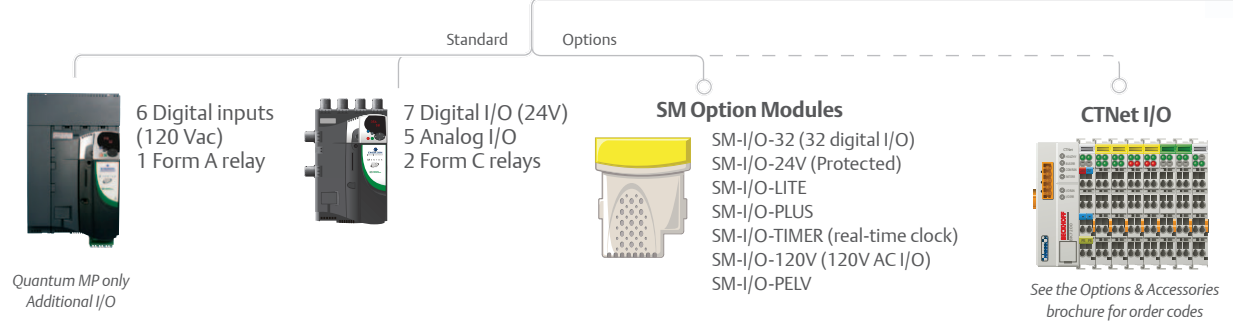 Standard
Options
6 Digital inputs
(120 Vac)
1 Form A relay
Quantum MP only
Additional I/O
7 Digital I/O (24V)
5 Analog I/O
2 Form C relays
SM Option Modules
SM-I/O-32 (32 digital I/O)
SM-I/O-24V (Protected)
SM-I/O-LITE
SM-I/O-PLUS
SM-I/O-TIMER (real-time clock)
SM-I/O-120V (120V AC I/O)
SM-I/O-PELV
CTNet I/O
BECKHOFF
See the Options & Accessories
brochure for order codes